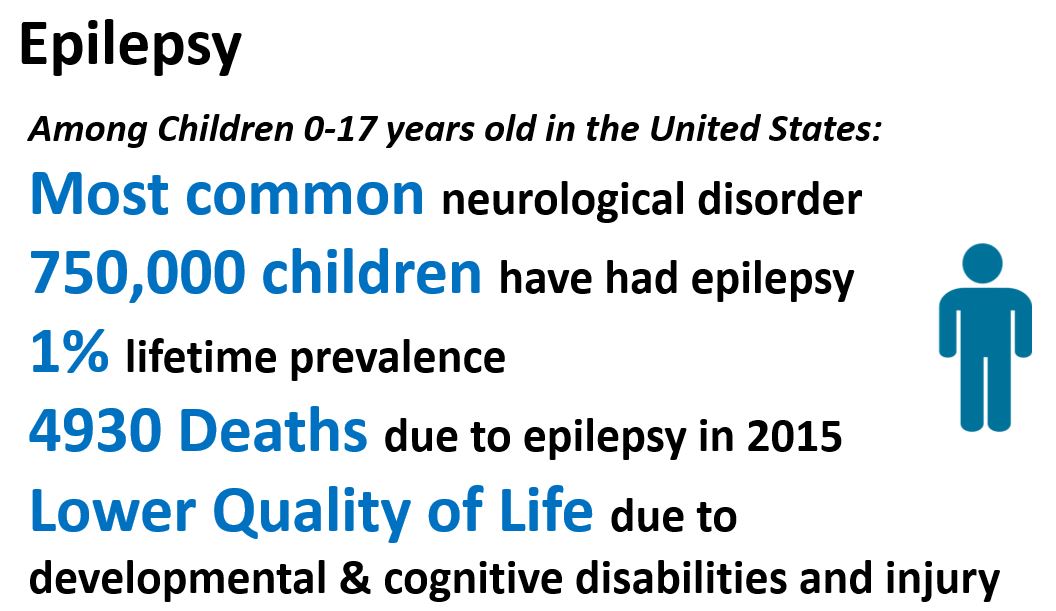 Epilepsy
Among Children 0-17 years old in the United States:
Most common neurological disorder
750,000 children have had epilepsy
1% lifetime prevalence
4930 Deaths due to epilepsy in 2015
Lower Quality of Life due to
developmental & cognitive disabilities and injury